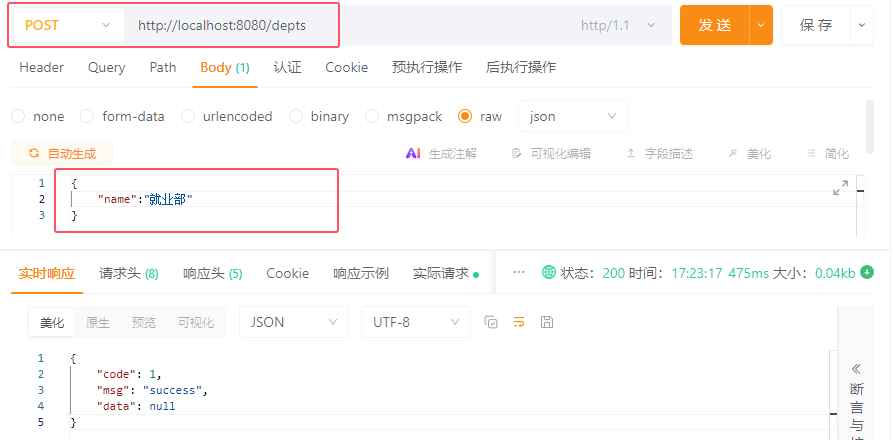 POST http://localhost:8080/depts http/1.1 发 送 保 存
Header Query Path Body (1) 认证 Cookie 预执行操作 后执行操作
none form-data urlencoded binary msgpack raw json
自动生成 AI 生成注解 可视化编辑 字段描述 美化 简化
1 {
2 "name":"就业部"
3 }
实时响应 请求头 (8) 响应头 (5) Cookie 响应示例 实际请求 ··· 状态: 200 时间: 17:23:17 475ms 大小: 0.04kb
美化 原生 预览 可视化 JSON UTF-8
1 {
2 "code": 1,
3 "msg": "success",
4 "data": null
5 }
断
言
与